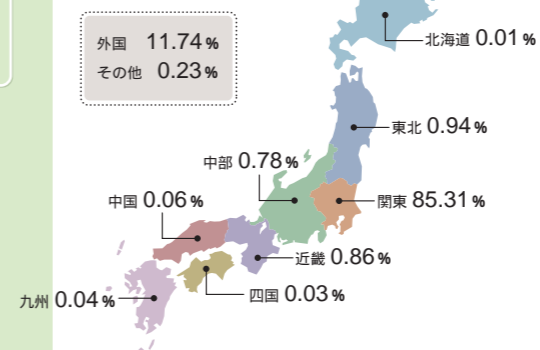 外国 11.74%
その他 0.23%
北海道 0.01%
東北 0.94%
中部 0.78%
中国 0.06%
関東 85.31%
近畿 0.86%
四国 0.03%
九州 0.04%